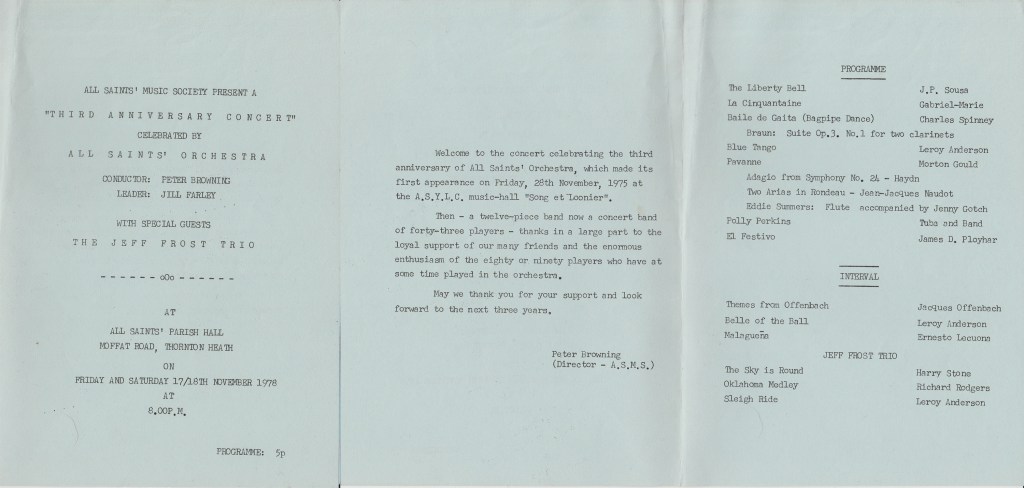 ALL SAINTS' MUSIC SOCIETY PRESENT A
"THIRD ANNIVERSARY CONCERT"
CELEBRATED BY
ALL SAINTS' ORCHESTRA
CONDUCTOR: PETER BROWNING
LEADER: JILL FARLEY
WITH SPECIAL GUESTS
THE JEFF FROST TRIO
- - - - - - oOo - - - - - -
AT
ALL SAINTS' PARISH HALL
MOFFAT ROAD, THORNTON HEATH
ON
FRIDAY AND SATURDAY 17/18TH NOVEMBER 1978
AT
8.00P.M.
PROGRAMME: 5p
Welcome to the concert celebrating the third
anniversary of All Saints' Orchestra, which made its
first appearance on Friday, 28th November, 1975 at
the A.S.Y.L.C. music-hall "Song et Loonier".
Then - a twelve-piece band now a concert band
of forty-three players - thanks in a large part to the
loyal support of our many friends and the enormous
enthusiasm of the eighty or ninety players who have at
some time played in the orchestra.
May we thank you for your support and look
forward to the next three years.
Peter Browning
(Director - A.S.M.S.)
PROGRAMME
The Liberty Bell J.P. Sousa
La Cinquantaine Gabriel-Marie
Baile de Gaita (Bagpipe Dance) Charles Spinney
Braun: Suite Op.3. No.1 for two clarinets
Blue Tango Leroy Anderson
Pavanne Morton Gould
Adagio from Symphony No. 24 - Haydn
Two Arias in Rondeau - Jean-Jacques Naudot
Eddie Summers: Flute accompanied by Jenny Gotch
Polly Perkins Tuba and Band
El Festivo James D. Ployhar
INTERVAL
Themes from Offenbach Jacques Offenbach
Belle of the Ball Leroy Anderson
Malagueña Ernesto Lecuona
JEFF FROST TRIO
The Sky is Round Harry Stone
Oklahoma Medley Richard Rodgers
Sleigh Ride Leroy Anderson